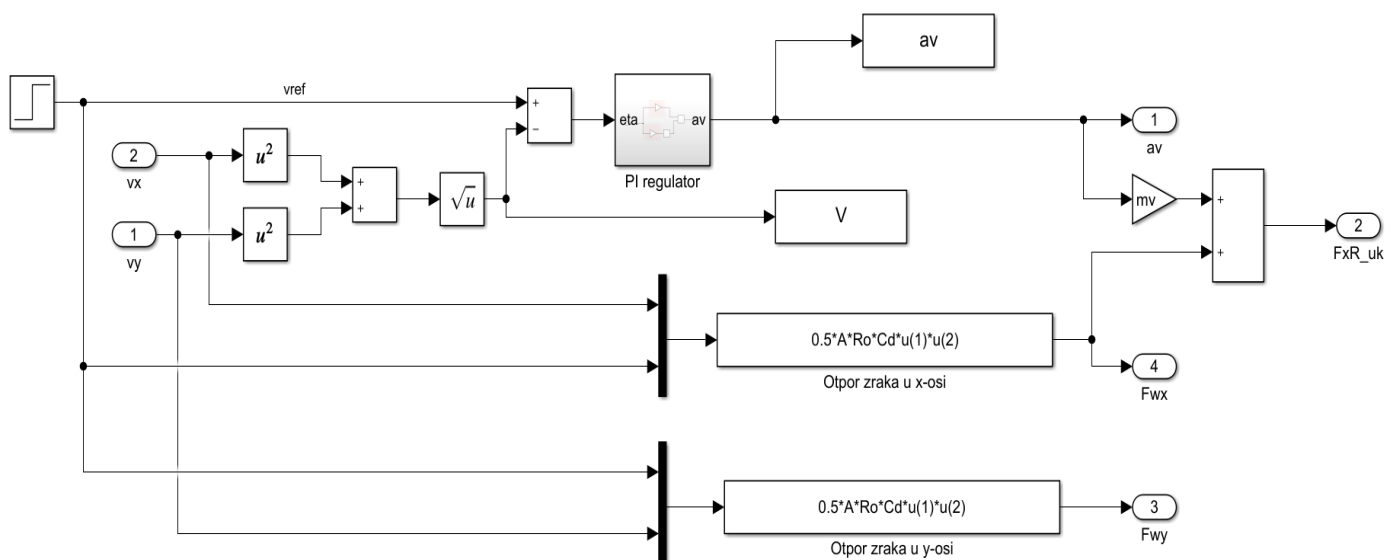 av
vref
+
−
eta
av
PI regulator
1
av
2
vx
u²
+
+
√u
V
mv
+
+
2
FxR_uk
1
vy
u²
0.5*A*Ro*Cd*u(1)*u(2)
Otpor zraka u x-osi
4
Fwx
0.5*A*Ro*Cd*u(1)*u(2)
Otpor zraka u y-osi
3
Fwy